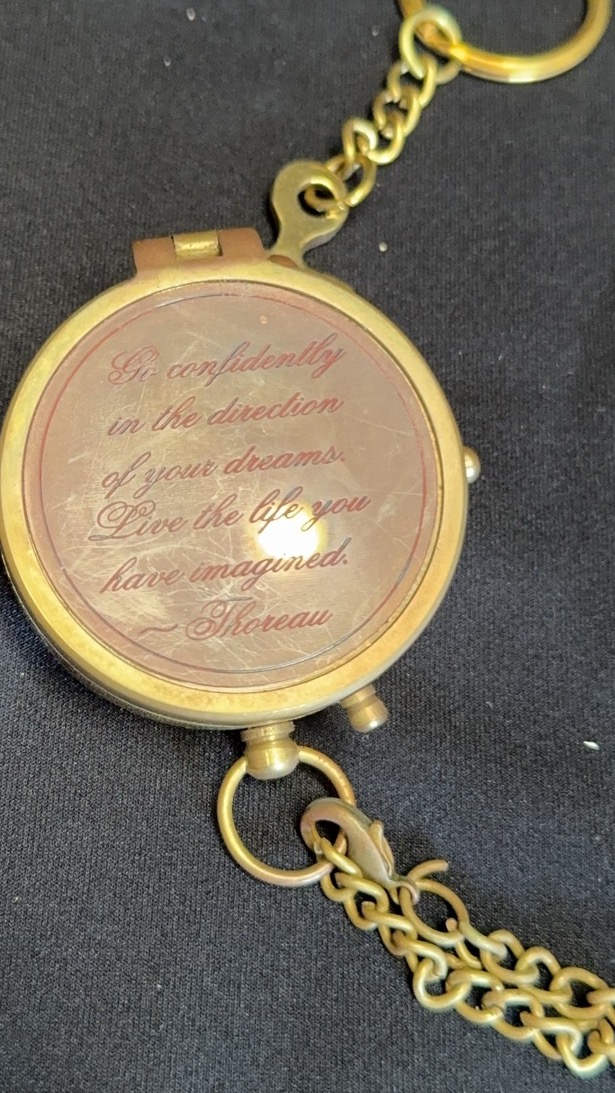 Go confidently
in the direction
of your dreams.
Live the life you
have imagined.
~ Thoreau